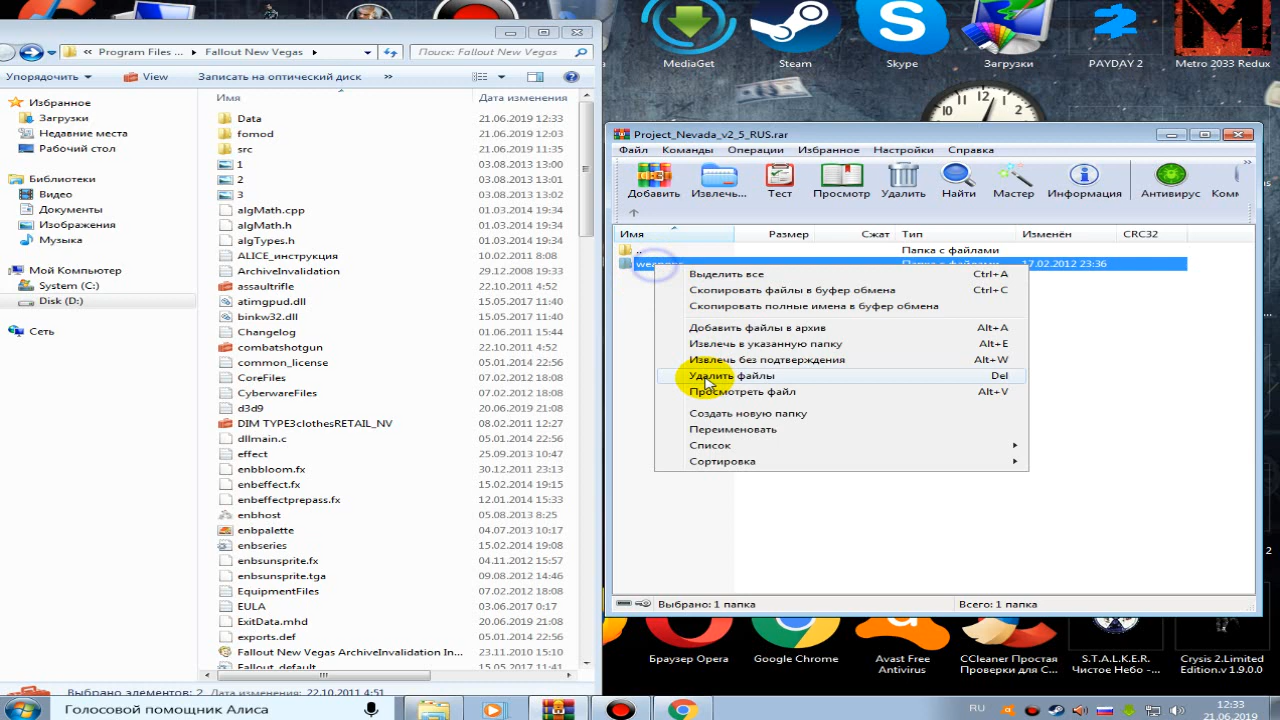 MediaGet
Steam
Skype
Загрузки
PAYDAY 2
Metro 2033 Redux
Program Files ...
Fallout New Vegas
Поиск: Fallout New Vegas
Упорядочить
View
Записать на оптический диск
»
Избранное
Загрузки
Недавние места
Рабочий стол
Библиотеки
Видео
Документы
Изображения
Музыка
Мой Компьютер
System (C:)
Disk (D:)
Сеть
Имя
Дата изменения
Data 21.06.2019 12:33
fomod 21.06.2019 12:03
src 21.06.2019 11:35
1 03.08.2013 13:00
2 03.08.2013 13:01
3 03.08.2013 13:02
algMath.cpp 01.03.2014 19:34
algMath.h 01.03.2014 19:34
algTypes.h 01.03.2014 19:34
ALICE_инструкция 10.02.2011 8:08
ArchiveInvalidation 29.12.2008 23:34
assaultrifle 22.10.2011 4:52
atimgpud.dll 15.05.2017 11:40
binkw32.dll 15.05.2017 11:40
Changelog 11.06.2011 15:44
combatshotgun 22.10.2011 4:52
common_license 05.01.2014 22:56
CoreFiles 07.02.2012 18:08
CyberwareFiles 07.02.2012 18:08
d3d9 20.06.2019 21:08
DIM TYPE3clothesRETAIL_NV 08.02.2011 12:27
dllmain.c 05.01.2014 22:56
effect 25.09.2013 10:45
enbbloom.fx 30.12.2011 23:13
enbeffect.fx 15.02.2014 19:15
enbeffectprepass.fx 12.01.2014 15:33
enbhost 05.08.2013 6:01
enbpalette 04.07.2013 10:17
enbseries 15.02.2014 19:08
enbsunsprite.fx 04.11.2012 15:57
enbsunsprite.tga 09.08.2012 14:46
EquipmentFiles 07.02.2012 18:08
EULA 03.06.2017 0:17
ExitData.mhd 20.06.2019 21:08
exports.def 05.01.2014 22:56
Fallout New Vegas ArchiveInvalidation In... 23.11.2010 15:10
Fallout_default 15.05.2017 11:41
Выбрано элементов: 2 Дата изменения: 22.10.2011 4:51
Project_Nevada_v2_5_RUS.rar
Файл Команды Операции Избранное Настройки Справка
Добавить Извлечь... Тест Просмотр Удалить Найти Мастер Информация Антивирус Комм
Имя Размер Сжат Тип Изменён CRC32
.. Папка с файлами
17.02.2012 23:36
Выделить все Ctrl+A
Скопировать файлы в буфер обмена Ctrl+C
Скопировать полные имена в буфер обмена
Добавить файлы в архив Alt+A
Извлечь в указанную папку Alt+E
Извлечь без подтверждения Alt+W
Удалить файлы Del
Просмотреть файл Alt+V
Создать новую папку
Переименовать
Список
Сортировка
Выбрано: 1 папка
Всего: 1 папка
Браузер Opera
Google Chrome
Avast Free Antivirus
CCleaner Простая Проверки для С...
S.T.A.L.K.E.R. Чистое Небо -...
Crysis 2.Limited Edition.v 1.9.0.0
Голосовой помощник Алиса
RU
12:33
21.06.2019